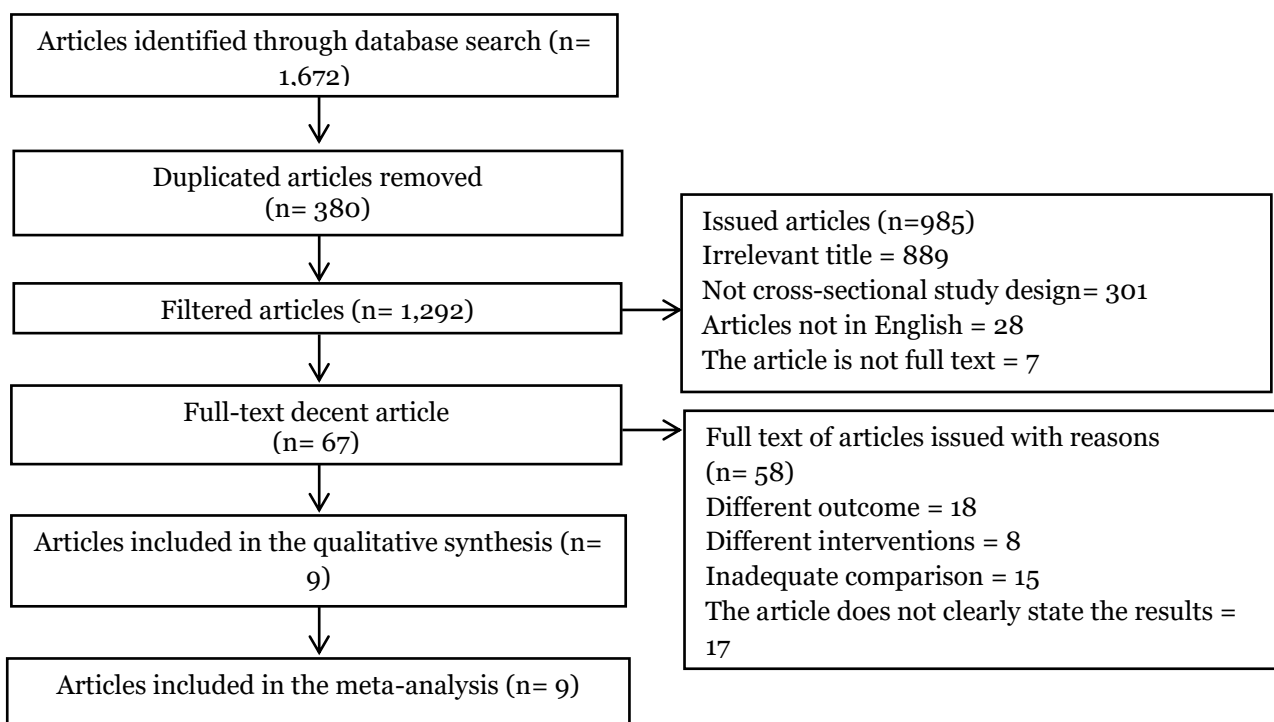 Articles identified through database search (n=
1,672)
Duplicated articles removed
(n= 380)
Filtered articles (n= 1,292)
Issued articles (n=985)
Irrelevant title = 889
Not cross-sectional study design= 301
Articles not in English = 28
The article is not full text = 7
Full-text decent article
(n= 67)
Full text of articles issued with reasons
(n= 58)
Different outcome = 18
Different interventions = 8
Inadequate comparison = 15
The article does not clearly state the results =
17
Articles included in the qualitative synthesis (n=
9)
Articles included in the meta-analysis (n= 9)